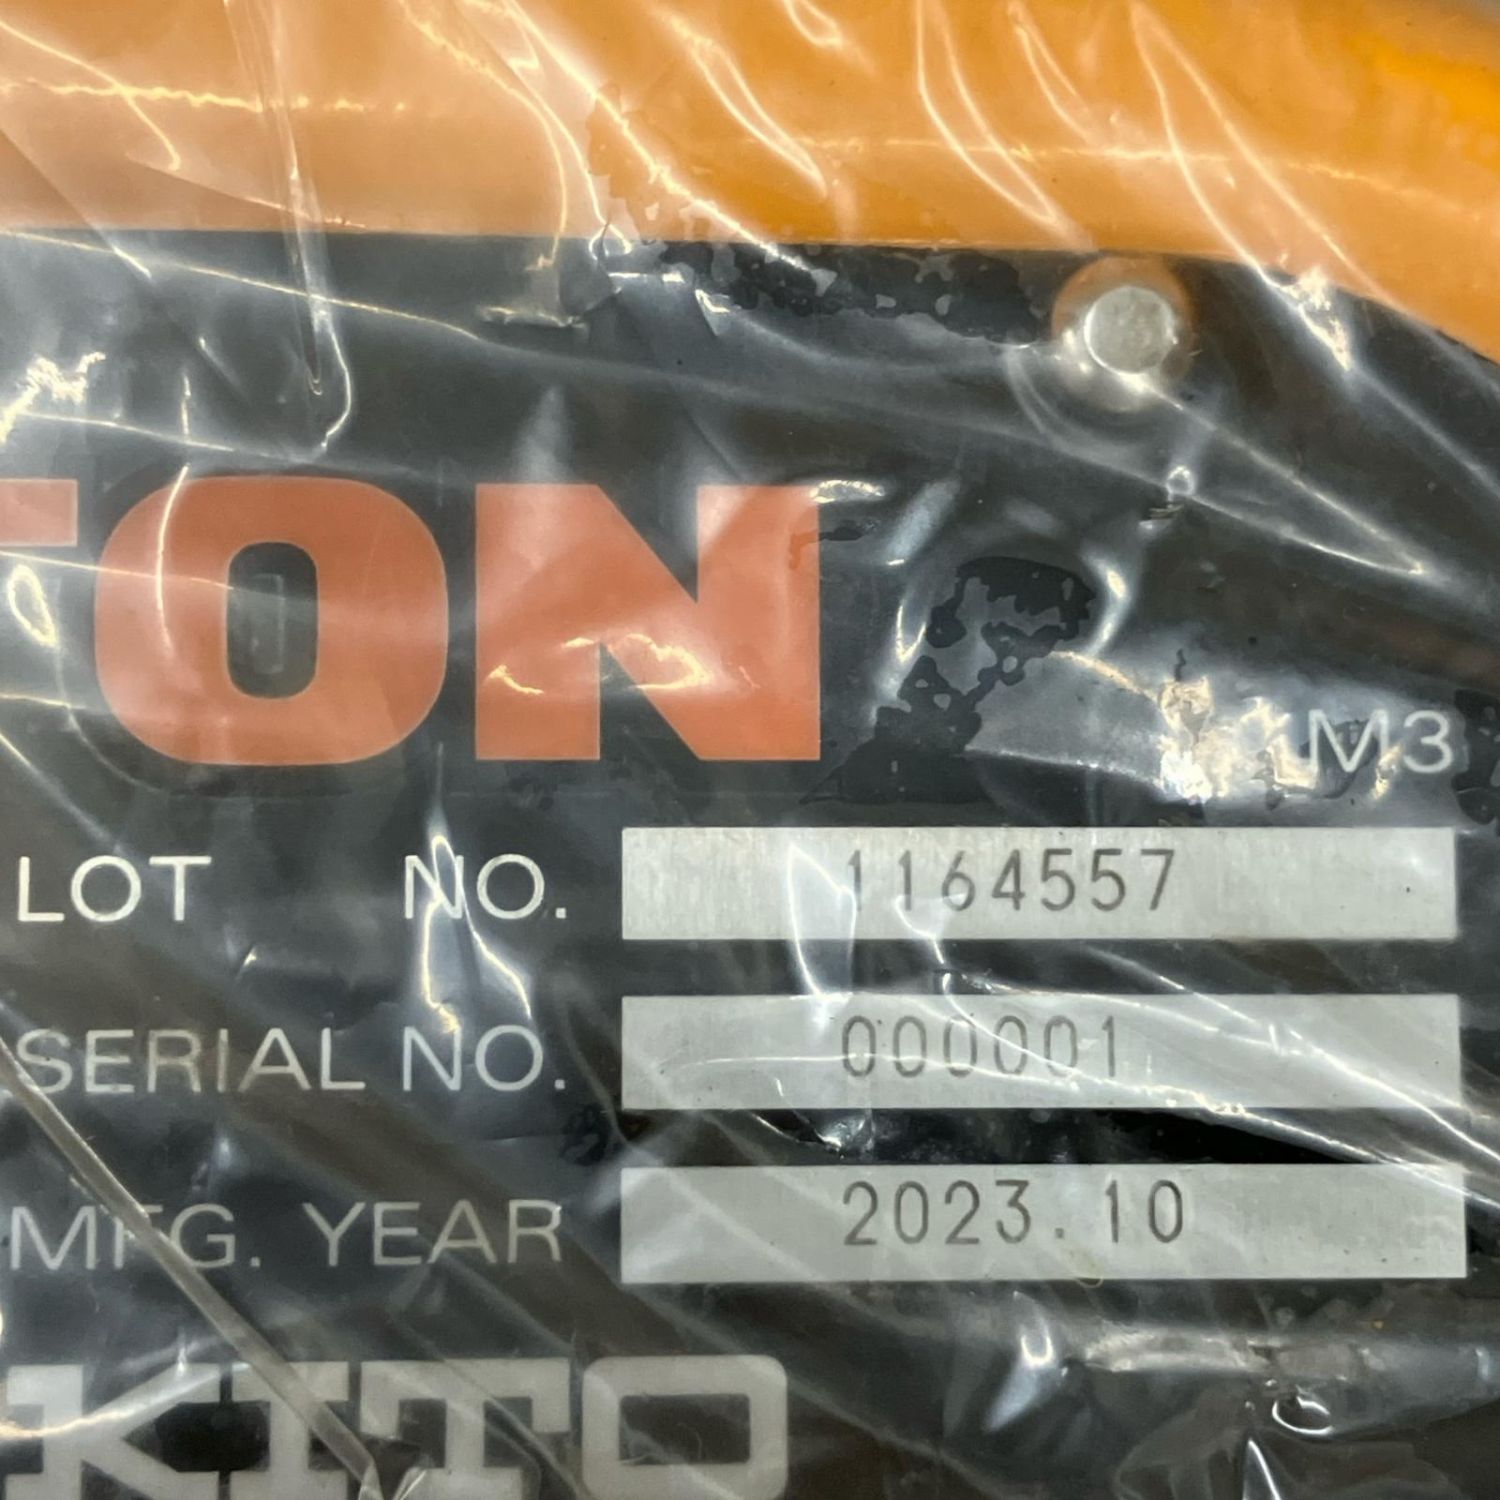 TON
M3
LOT NO. 1164557
SERIAL NO. 000001
MFG. YEAR 2023.10
KITO